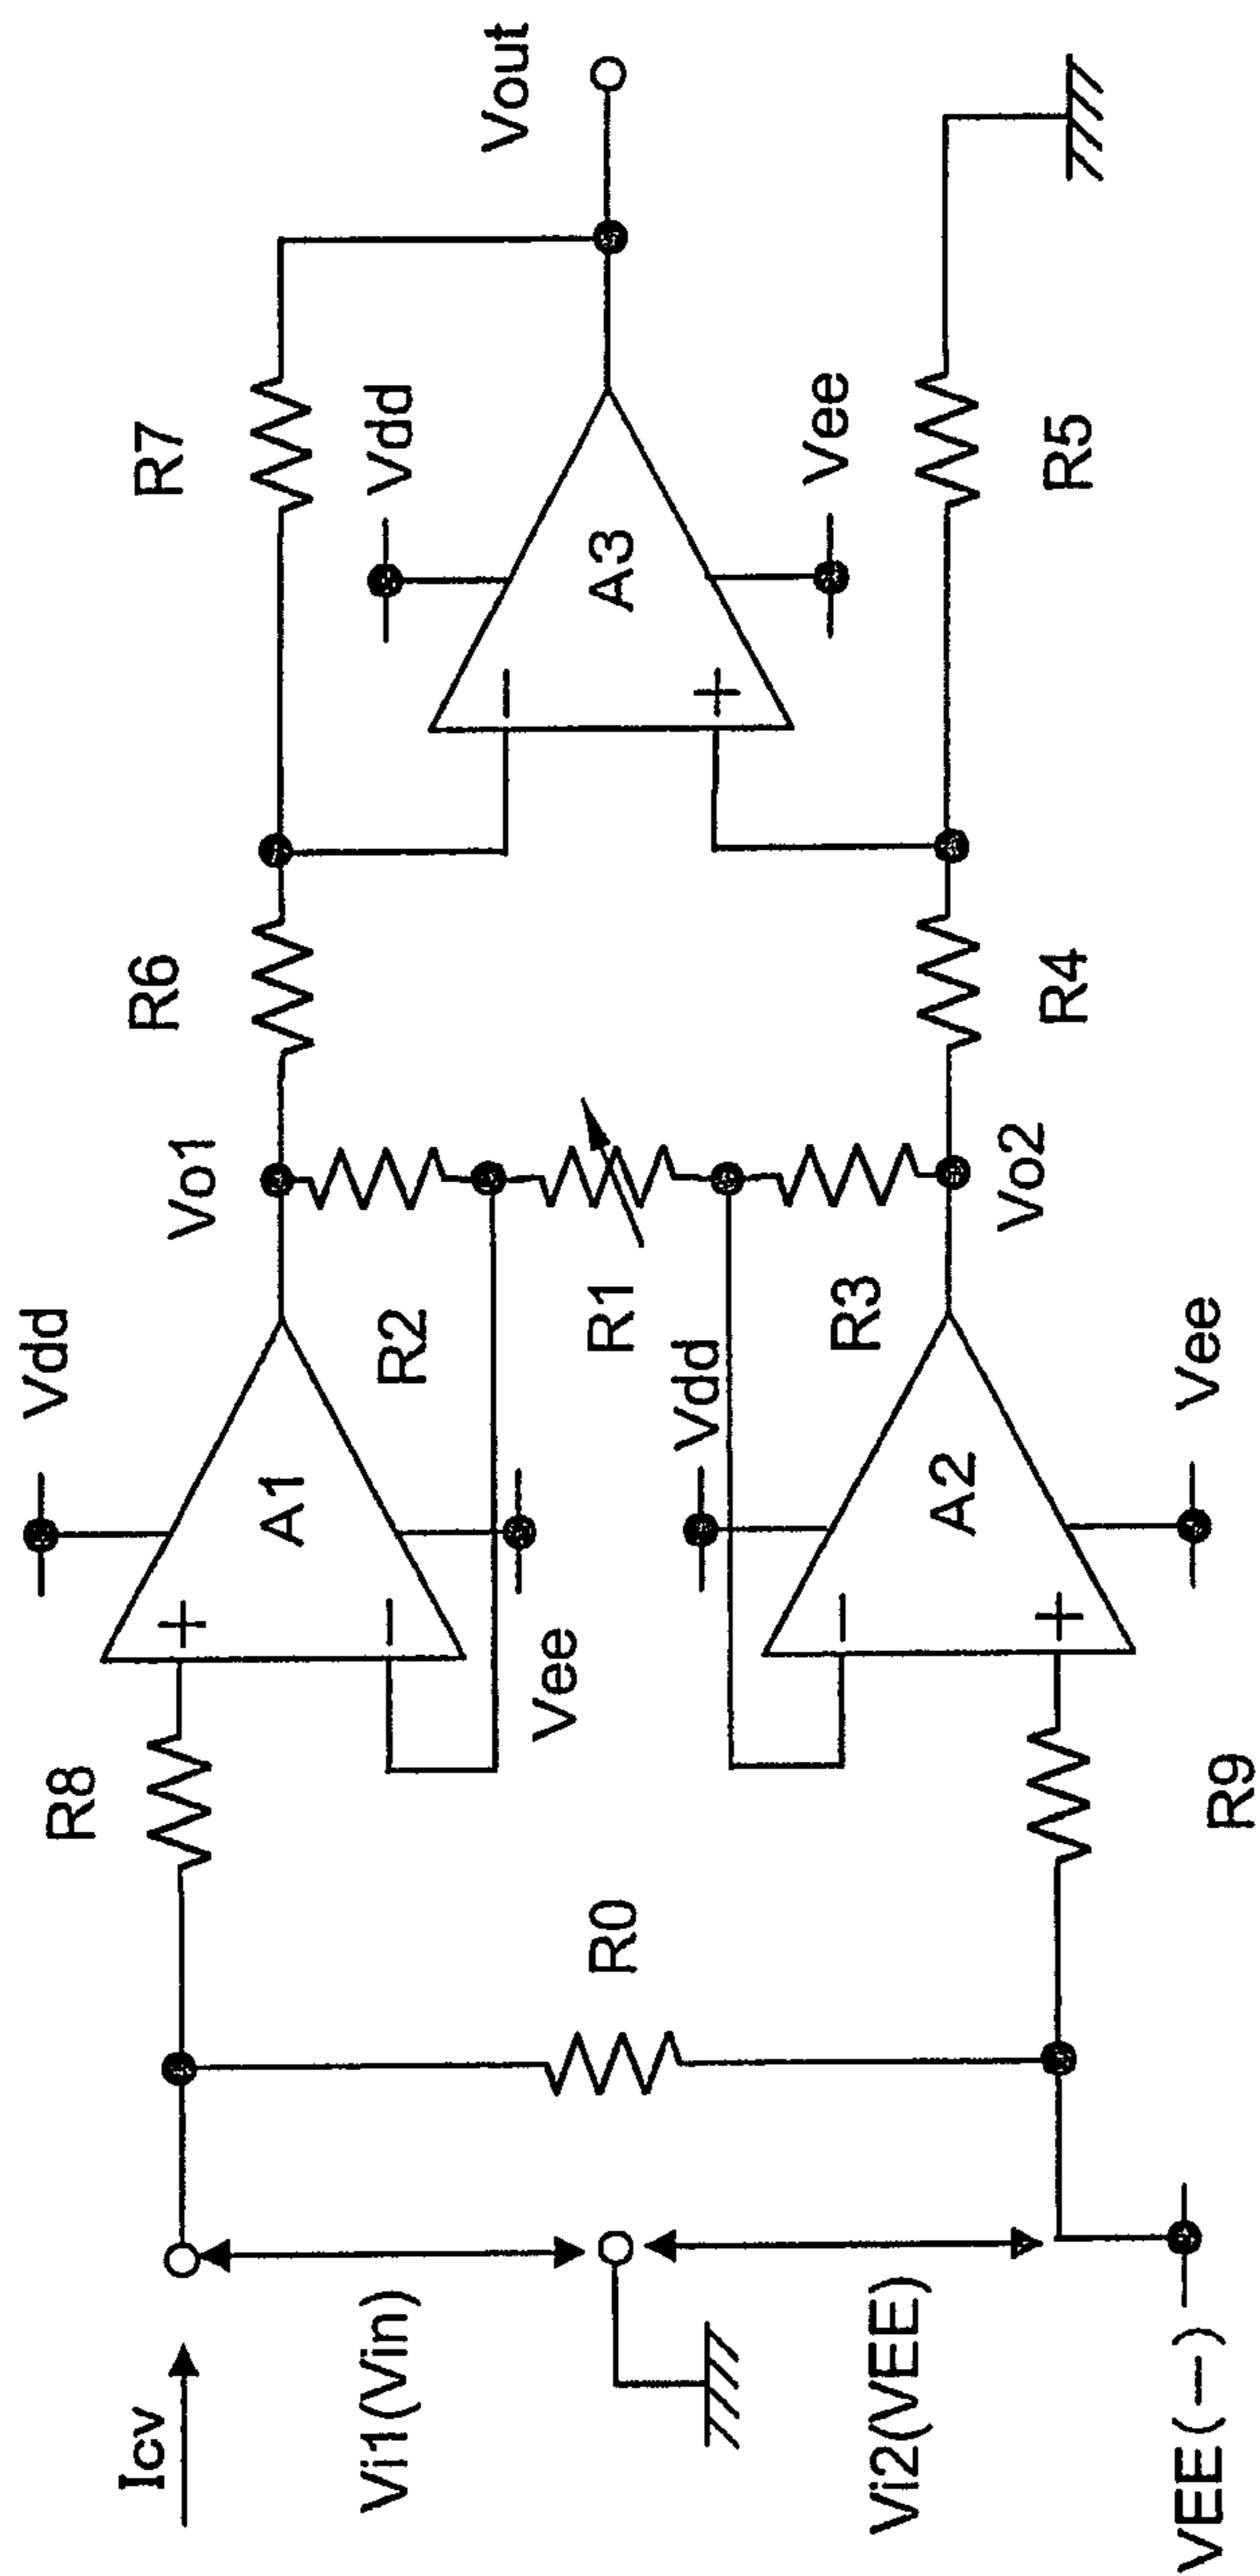 Vdd
R8
Icv
R6
R7
Vo1
+
A1
Vi1(Vin)
−
R2
Vdd
Vout
−
Vee
R0
R1
A3
Vdd
+
Vee
−
R3
Vi2(VEE)
A2
Vo2
+
R4
R5
VEE(−)
Vee
R9